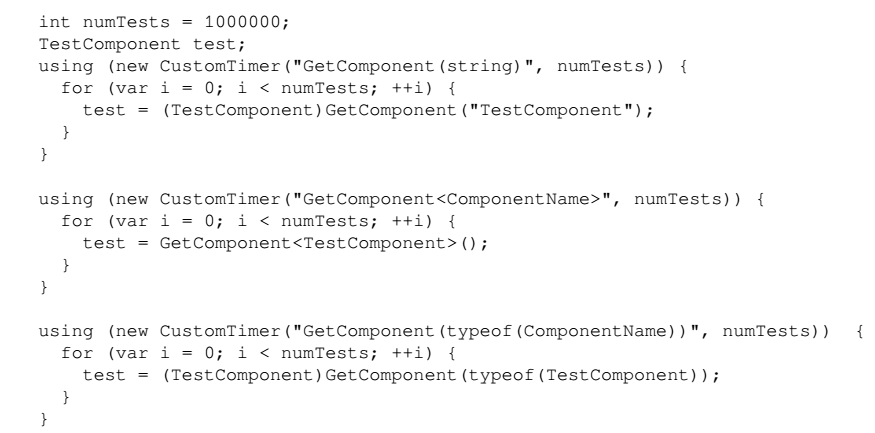 int numTests = 1000000;
TestComponent test;
using (new CustomTimer("GetComponent(string)", numTests)) {
  for (var i = 0; i < numTests; ++i) {
    test = (TestComponent)GetComponent("TestComponent");
  }
}

using (new CustomTimer("GetComponent<ComponentName>", numTests)) {
  for (var i = 0; i < numTests; ++i) {
    test = GetComponent<TestComponent>();
  }
}

using (new CustomTimer("GetComponent(typeof(ComponentName))", numTests))  {
  for (var i = 0; i < numTests; ++i) {
    test = (TestComponent)GetComponent(typeof(TestComponent));
  }
}